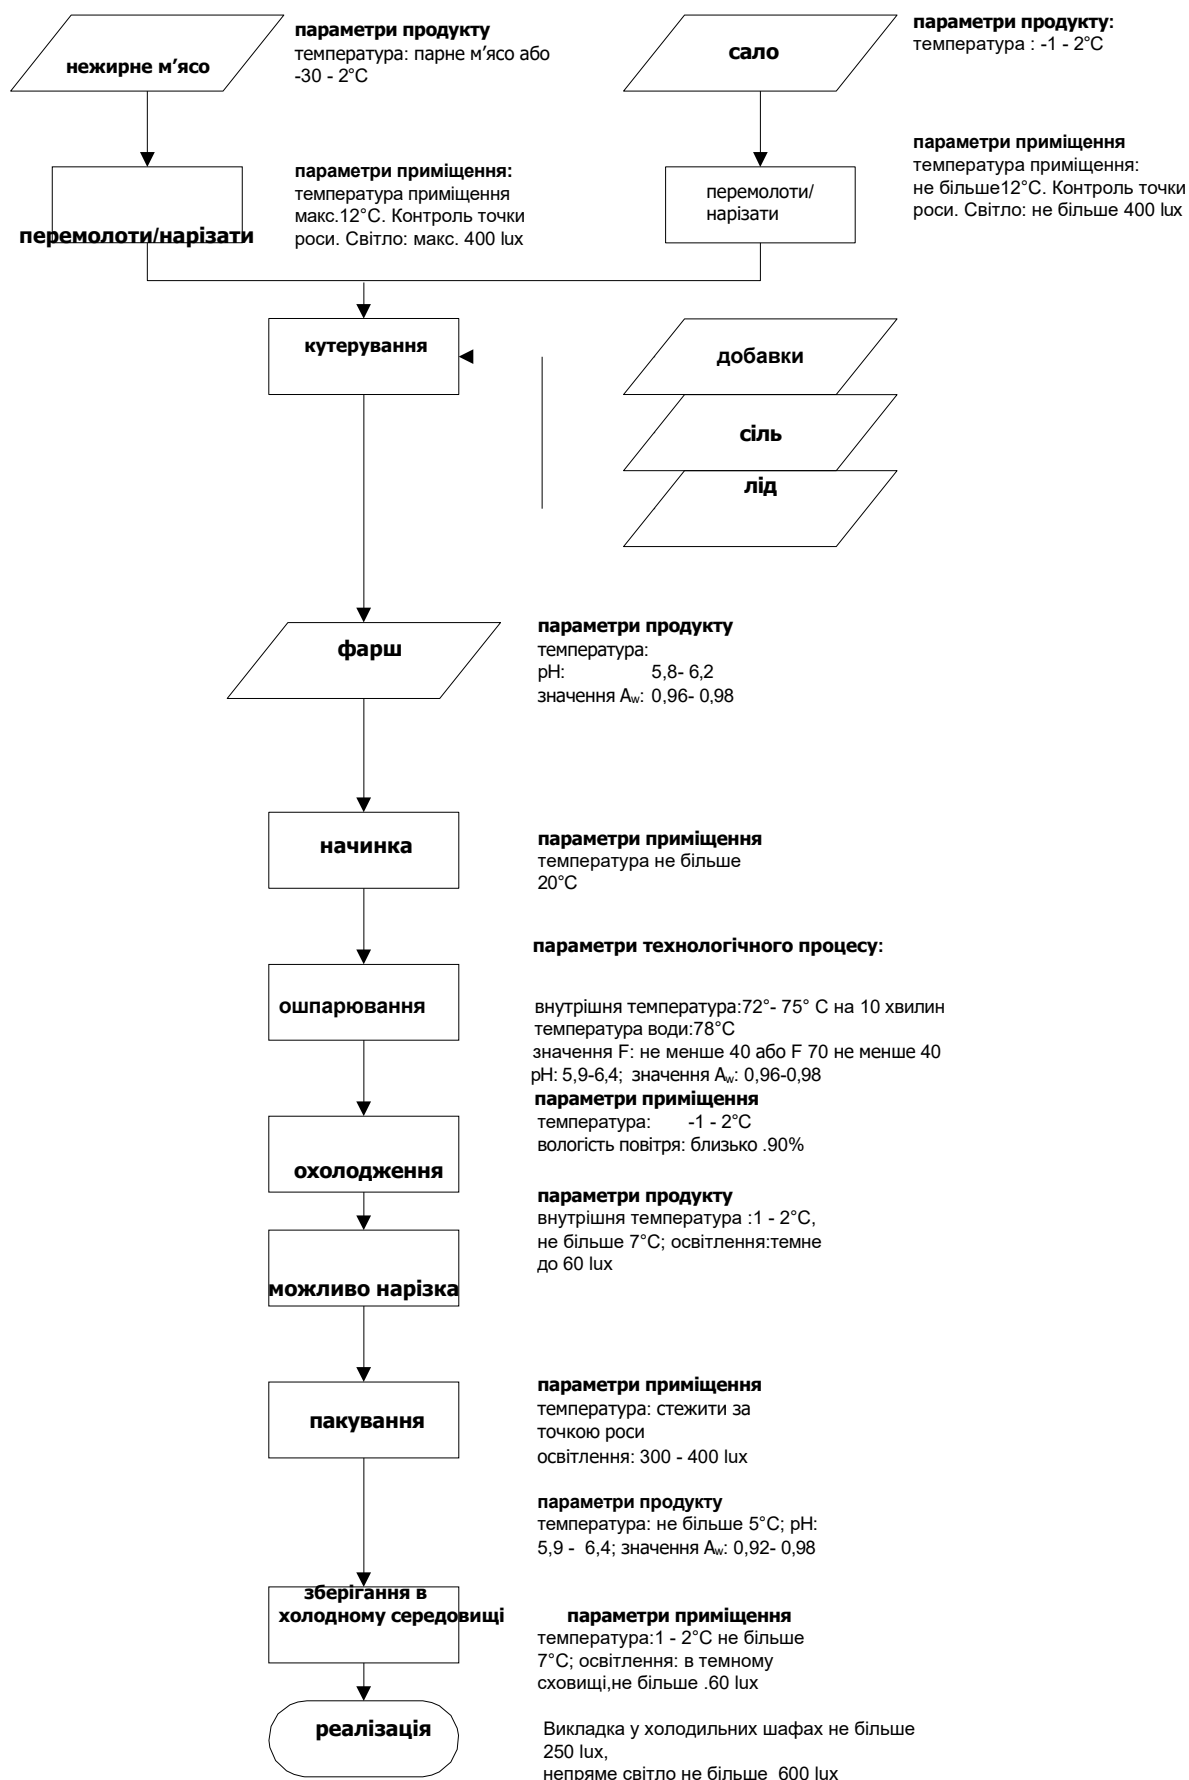 нежирне м'ясо
параметри продукту
температура: парне м'ясо або
-30 - 2°C
сало
параметри продукту:
температура : -1 - 2°C
перемолоти/нарізати
параметри приміщення:
температура приміщення
макс.12°C. Контроль точки
роси. Світло: макс. 400 lux
перемолоти/
нарізати
параметри приміщення
температура приміщення:
не більше12°C. Контроль точки
роси. Світло: не більше 400 lux
кутерування
добавки
сіль
лід
фарш
параметри продукту
температура:
pH: 5,8- 6,2
значення Aw: 0,96- 0,98
начинка
параметри приміщення
температура не більше
20°C
параметри технологічного процесу:
ошпарювання
внутрішня температура:72°- 75° C на 10 хвилин
температура води:78°C
значення F: не менше 40 або F 70 не менше 40
pH: 5,9-6,4; значення Aw: 0,96-0,98
параметри приміщення
температура: -1 - 2°C
вологість повітря: близько .90%
охолодження
параметри продукту
внутрішня температура :1 - 2°C,
не більше 7°C; освітлення:темне
до 60 lux
можливо нарізка
пакування
параметри приміщення
температура: стежити за
точкою роси
освітлення: 300 - 400 lux
параметри продукту
температура: не більше 5°C; pH:
5,9 - 6,4; значення Aw: 0,92- 0,98
зберігання в
холодному середовищі
параметри приміщення
температура:1 - 2°C не більше
7°C; освітлення: в темному
сховищі,не більше .60 lux
реалізація
Викладка у холодильних шафах не більше
250 lux,
непряме світло не більше 600 lux